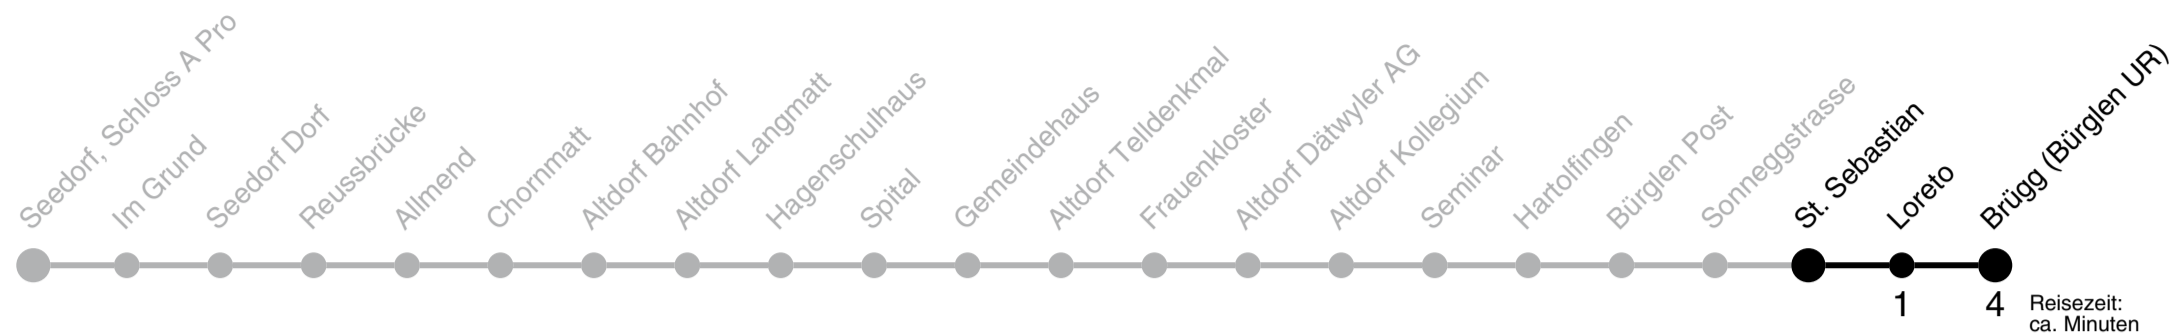 Seedorf, Schloss A Pro
Im Grund
Seedorf Dorf
Reussbrücke
Allmend
Chornmatt
Altdorf Bahnhof
Altdorf Langmatt
Hagenschulhaus
Spital
Gemeindehaus
Altdorf Telldenkmal
Frauenkloster
Altdorf Dätwyler AG
Altdorf Kollegium
Seminar
Hartolfingen
Bürglen Post
Sonneggstrasse
St. Sebastian
Loreto
Brügg (Bürglen UR)
1
4
Reisezeit:
ca. Minuten